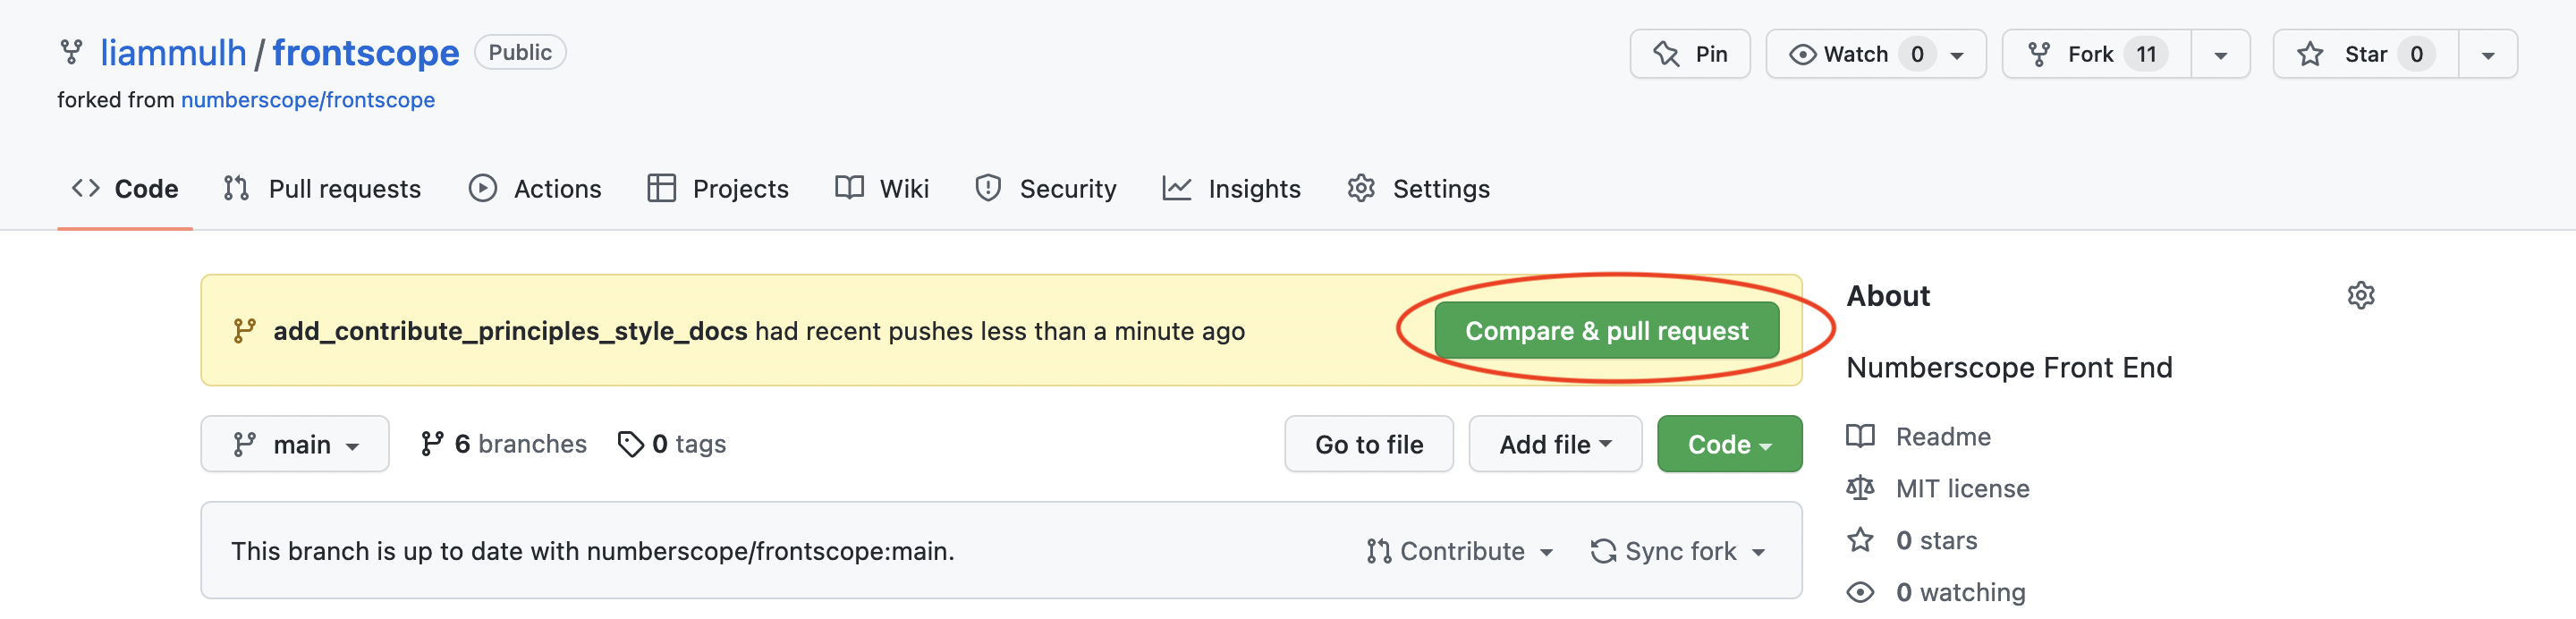 liammulh / frontscope Public
Pin Watch 0 Fork 11 Star 0
forked from numberscope/frontscope
Code Pull requests Actions Projects Wiki Security Insights Settings
add_contribute_principles_style_docs had recent pushes less than a minute ago Compare & pull request
About
Numberscope Front End
main 6 branches 0 tags Go to file Add file Code
Readme
MIT license
This branch is up to date with numberscope/frontscope:main. Contribute Sync fork
0 stars
0 watching